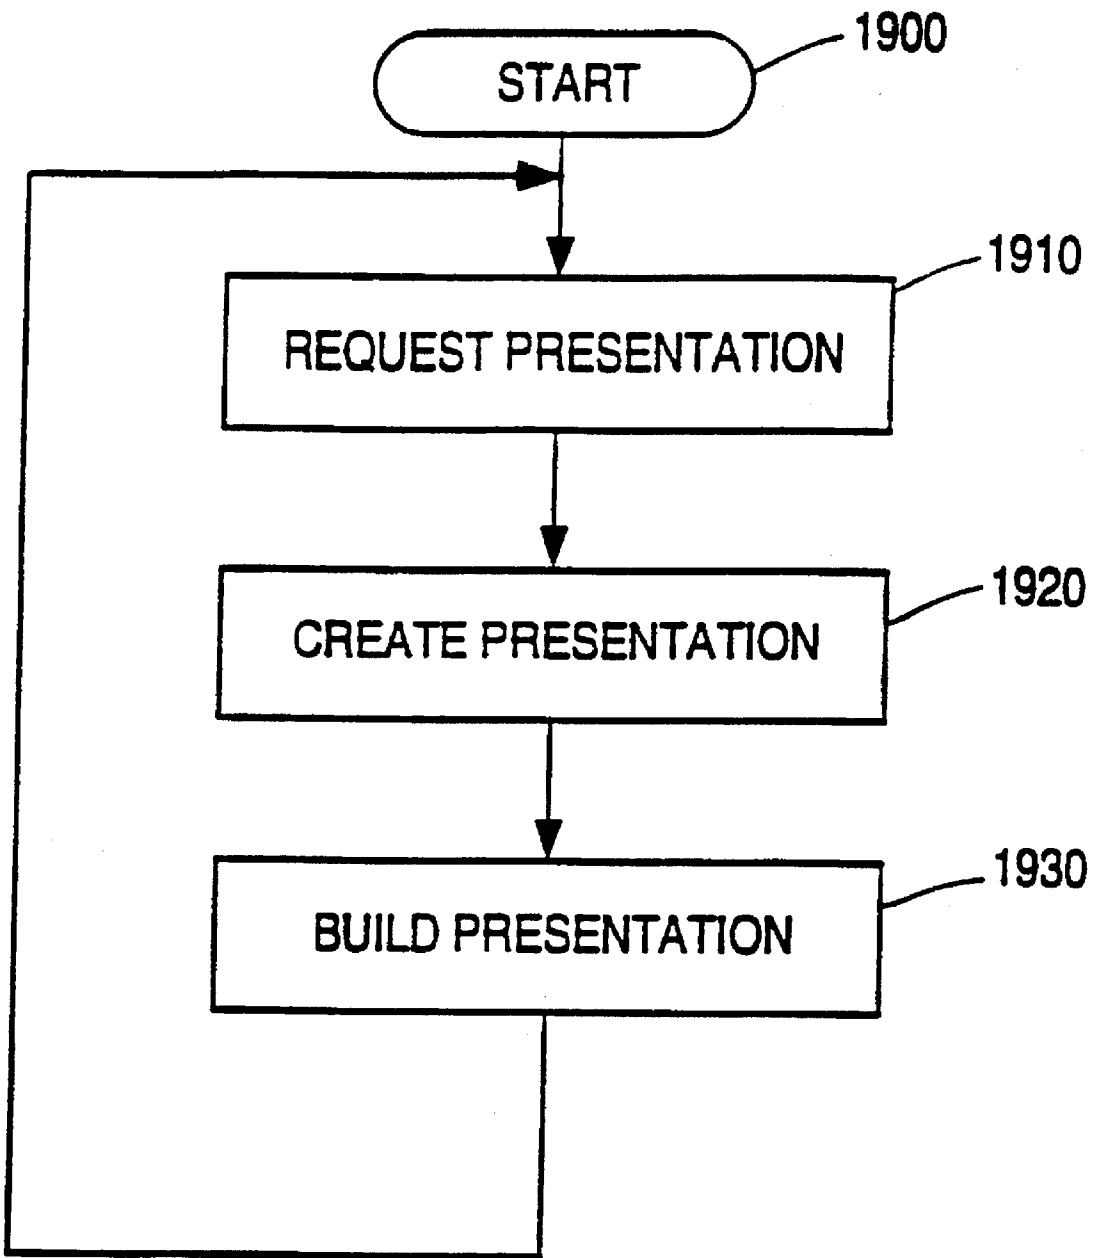 START
1900
REQUEST PRESENTATION
1910
CREATE PRESENTATION
1920
BUILD PRESENTATION
1930